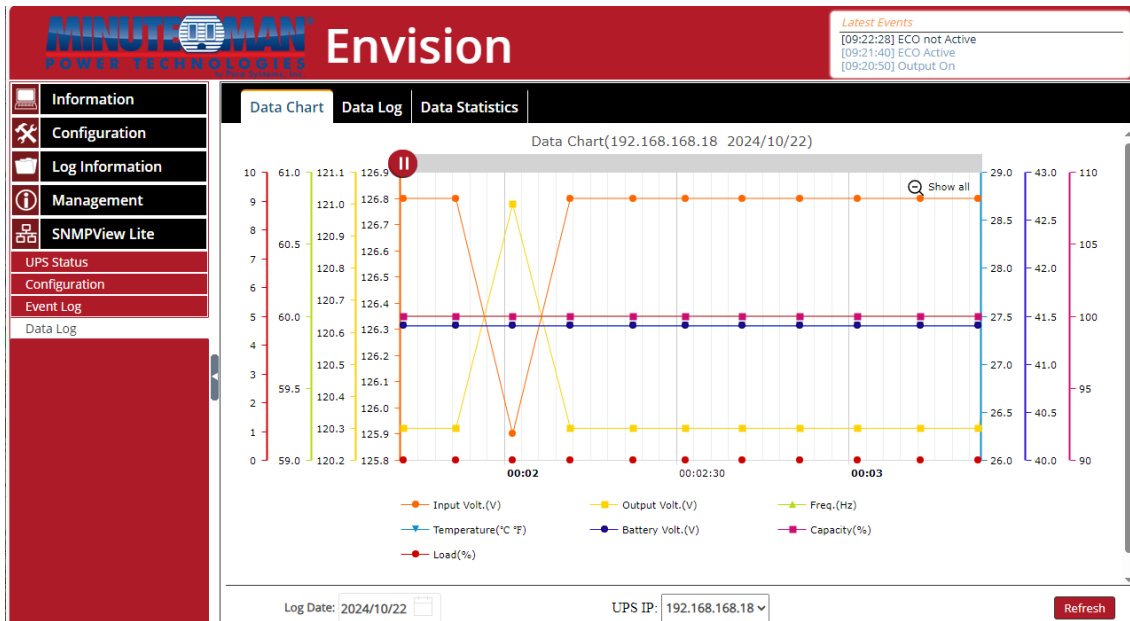 MINUTEMAN
POWER TECHNOLOGIES
by Para Systems, Inc.
Envision
Latest Events
[09:22:28] ECO not Active
[09:21:40] ECO Active
[09:20:50] Output On
Information
Configuration
Log Information
Management
SNMPView Lite
UPS Status
Configuration
Event Log
Data Log
Data Chart
Data Log
Data Statistics
Data Chart(192.168.168.18 2024/10/22)
Show all
10
9
8
7
6
5
4
3
2
1
0
61.0
60.5
60.0
59.5
59.0
121.1
121.0
120.9
120.8
120.7
120.6
120.5
120.4
120.3
120.2
126.9
126.8
126.7
126.6
126.5
126.4
126.3
126.2
126.1
126.0
125.9
125.8
29.0
28.5
28.0
27.5
27.0
26.5
26.0
43.0
42.5
42.0
41.5
41.0
40.5
40.0
110
105
100
95
90
00:02
00:02:30
00:03
Input Volt.(V)
Output Volt.(V)
Freq.(Hz)
Temperature(℃ ℉)
Battery Volt.(V)
Capacity(%)
Load(%)
Log Date: 2024/10/22
UPS IP: 192.168.168.18
Refresh